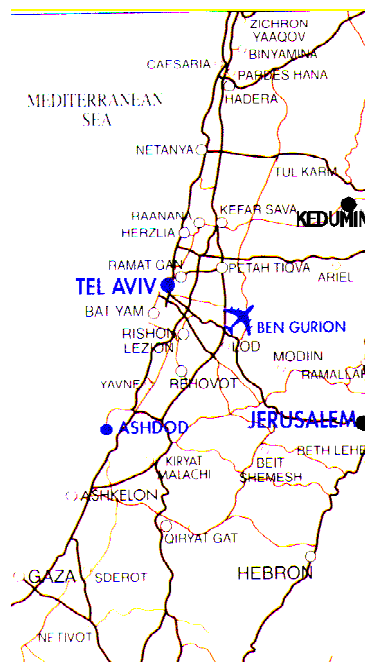 ZICHRON
YAAQOV
BINYAMINA
CAESARIA
PARDES HANA
HADERA
MEDITERRANEAN
SEA
NETANYA
TUL KARM
KEDUMIN
RAANANA
KEFAR SAVA
HERZLIA
RAMAT GAN
PETAH TIOVA
ARIEL
TEL AVIV
BAT YAM
BEN GURION
RISHON
LEZION
LOD
MODIIN
RAMALLAH
YAVNE
REHOVOT
JERUSALEM
ASHDOD
BETH LEHE
KIRYAT
MALACHI
BEIT
SHEMESH
ASHKELON
QIRYAT GAT
GAZA
SDEROT
HEBRON
NETIVOT